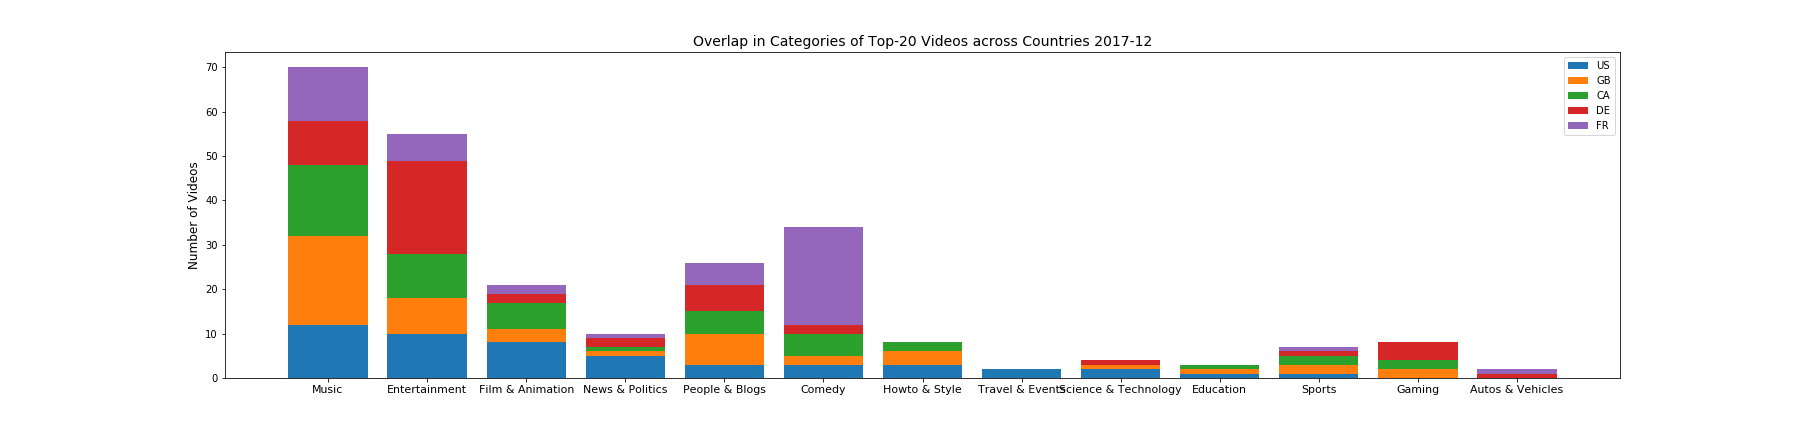 Overlap in Categories of Top-20 Videos across Countries 2017-12
Number of Videos
70
60
50
40
30
20
10
0
US
GB
CA
DE
FR
Music Entertainment Film & Animation News & Politics People & Blogs Comedy Howto & Style Travel & Events Science & Technology Education Sports Gaming Autos & Vehicles